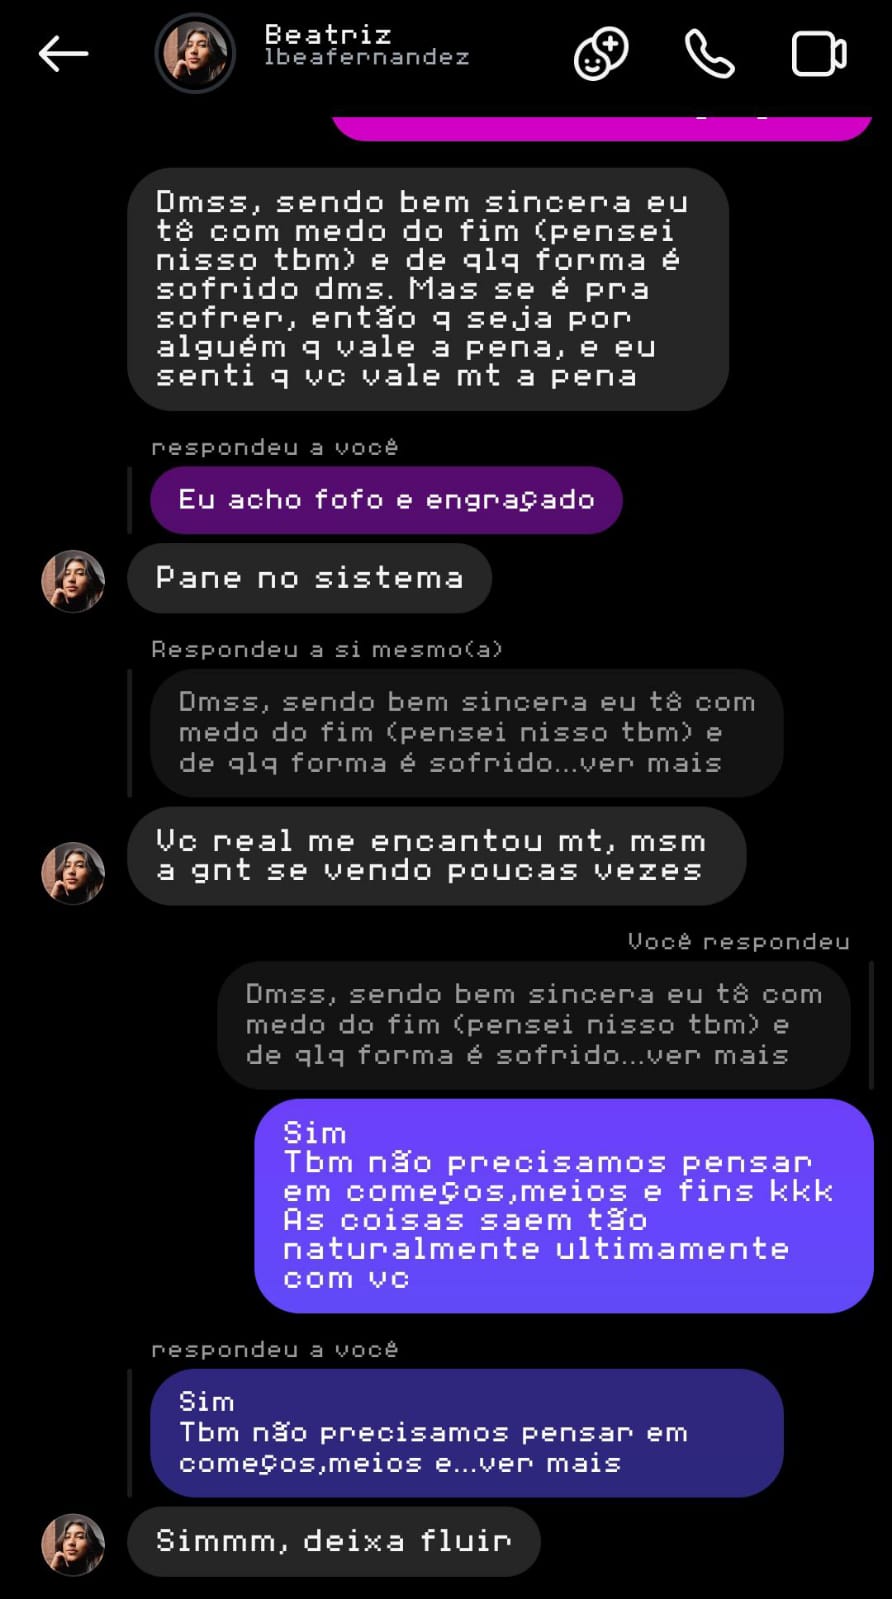 Beatriz
lbeafernandez
Dmss, sendo bem sincera eu
tô com medo do fim (pensei
nisso tbm) e de qlq forma é
sofrido dms. Mas se é pra
sofrer, então q seja por
alguém q vale a pena, e eu
senti q vc vale mt a pena
respondeu a você
Eu acho fofo e engraçado
Pane no sistema
Respondeu a si mesmo(a)
Dmss, sendo bem sincera eu tô com
medo do fim (pensei nisso tbm) e
de qlq forma é sofrido...ver mais
Vc real me encantou mt, msm
a gnt se vendo poucas vezes
Você respondeu
Dmss, sendo bem sincera eu tô com
medo do fim (pensei nisso tbm) e
de qlq forma é sofrido...ver mais
Sim
Tbm não precisamos pensar
em começos,meios e fins kkk
As coisas saem tão
naturalmente ultimamente
com vc
respondeu a você
Sim
Tbm não precisamos pensar em
começos,meios e...ver mais
Simmm, deixa fluir